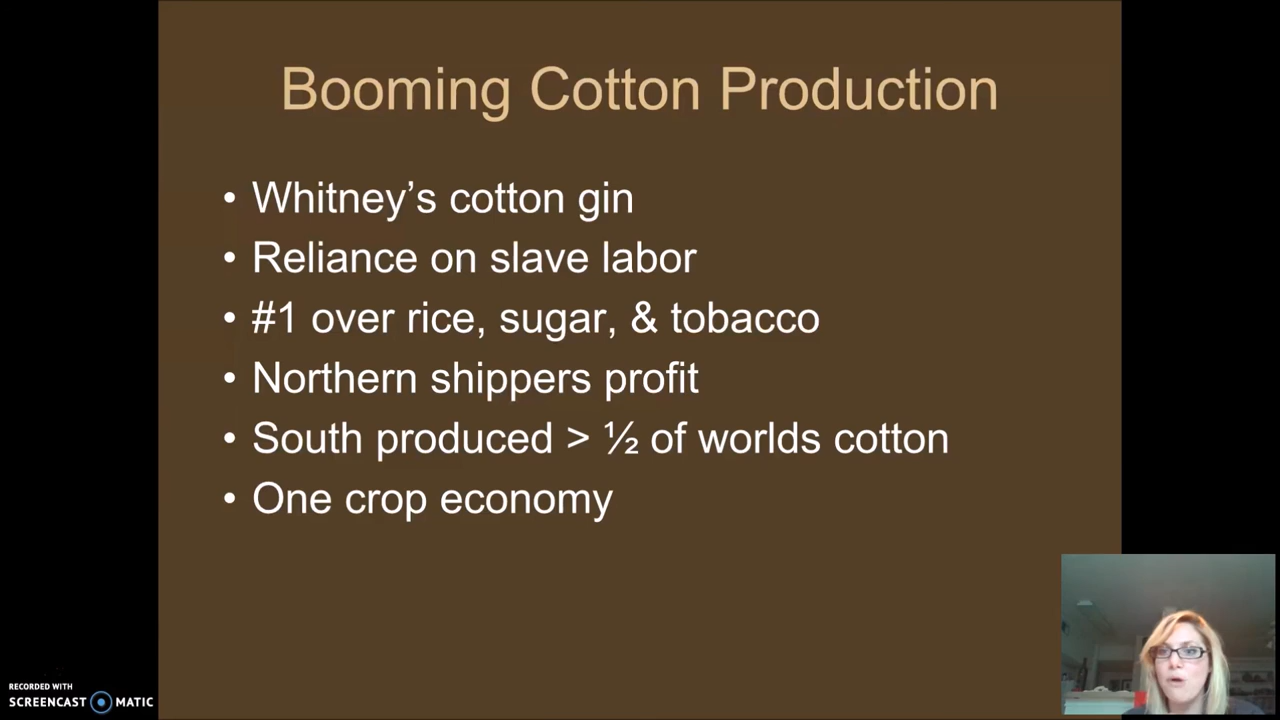 Booming Cotton Production
• Whitney’s cotton gin
• Reliance on slave labor
• #1 over rice, sugar, & tobacco
• Northern shippers profit
• South produced > ½ of worlds cotton
• One crop economy
RECORDED WITH
SCREENCAST MATIC